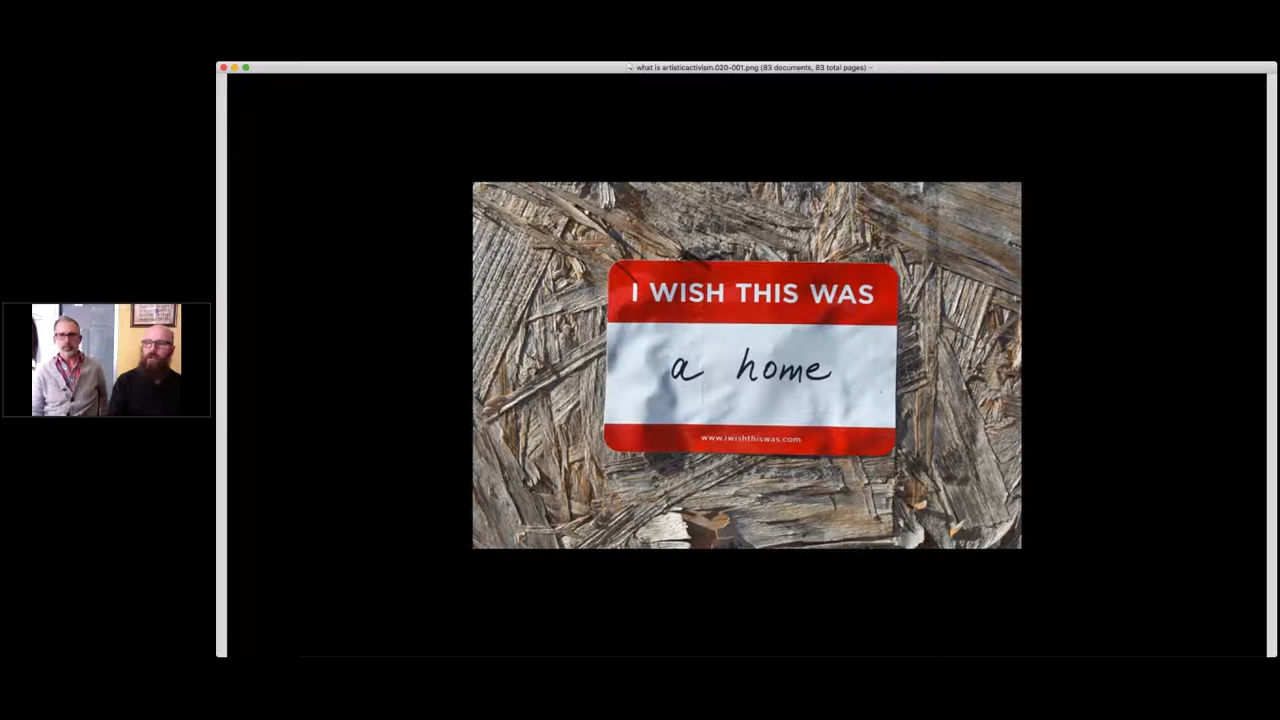 what is artisticactivism.020-001.png (83 documents, 83 total pages)
I WISH THIS WAS
a home
www.iwishthiswas.com